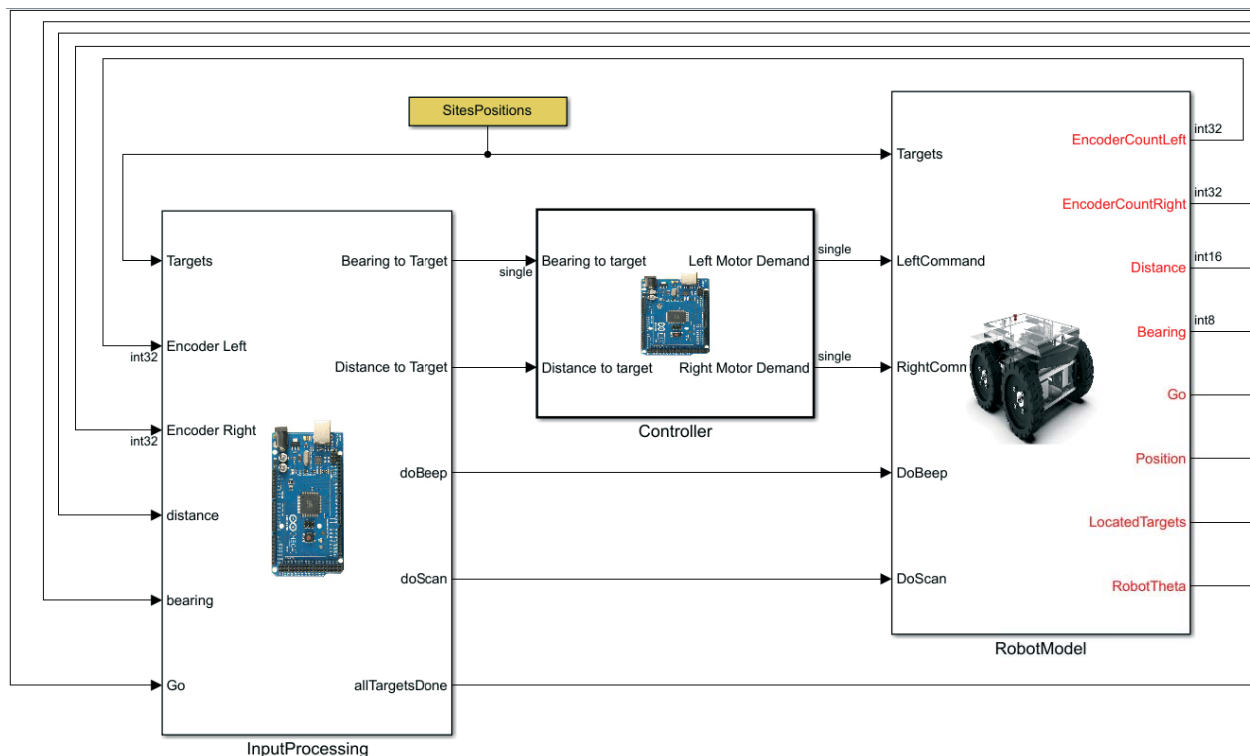 SitesPositions
Targets
Encoder Left
int32
Encoder Right
int32
distance
bearing
Go
Bearing to Target
Distance to Target
doBeep
doScan
allTargetsDone
InputProcessing
single
Bearing to target
Distance to target
Left Motor Demand
Right Motor Demand
Controller
single
single
Targets
LeftCommand
RightComm
DoBeep
DoScan
EncoderCountLeft
int32
EncoderCountRight
int32
Distance
int16
Bearing
int8
Go
Position
LocatedTargets
RobotTheta
RobotModel